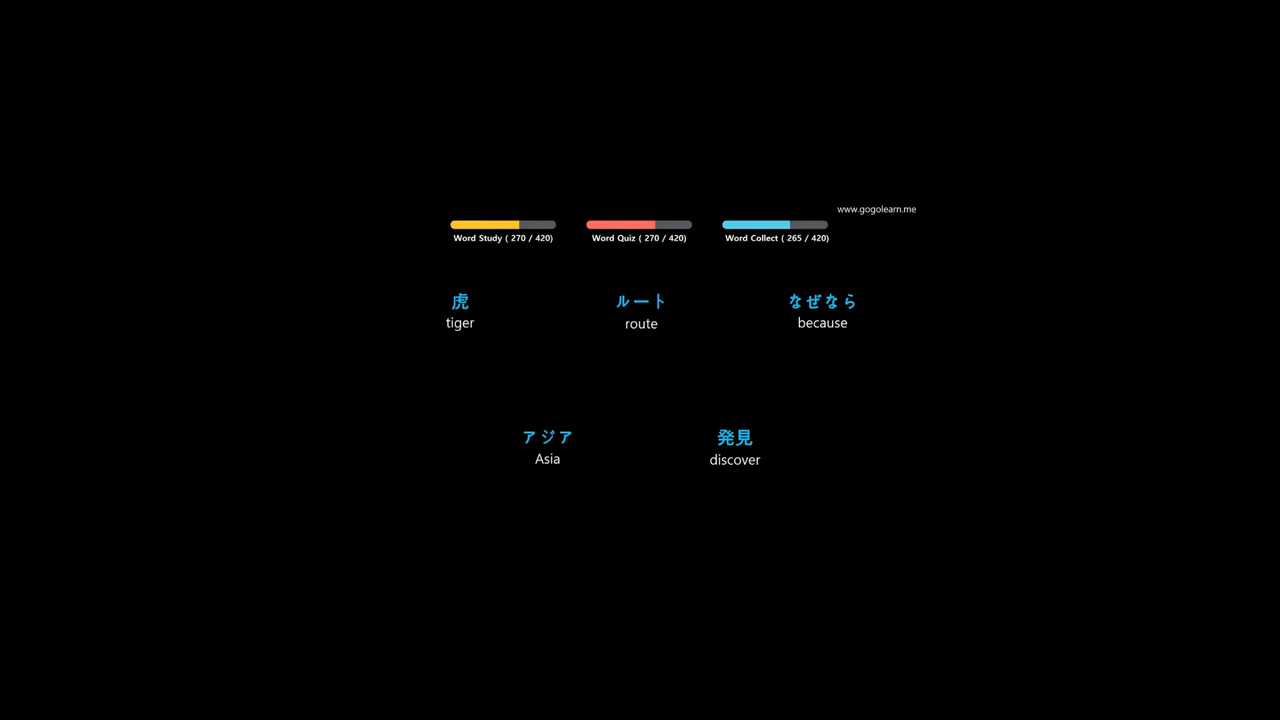 www.gogolearn.me
Word Study ( 270 / 420)
Word Quiz ( 270 / 420)
Word Collect ( 265 / 420)
虎
tiger
ルート
route
なぜなら
because
アジア
Asia
発見
discover